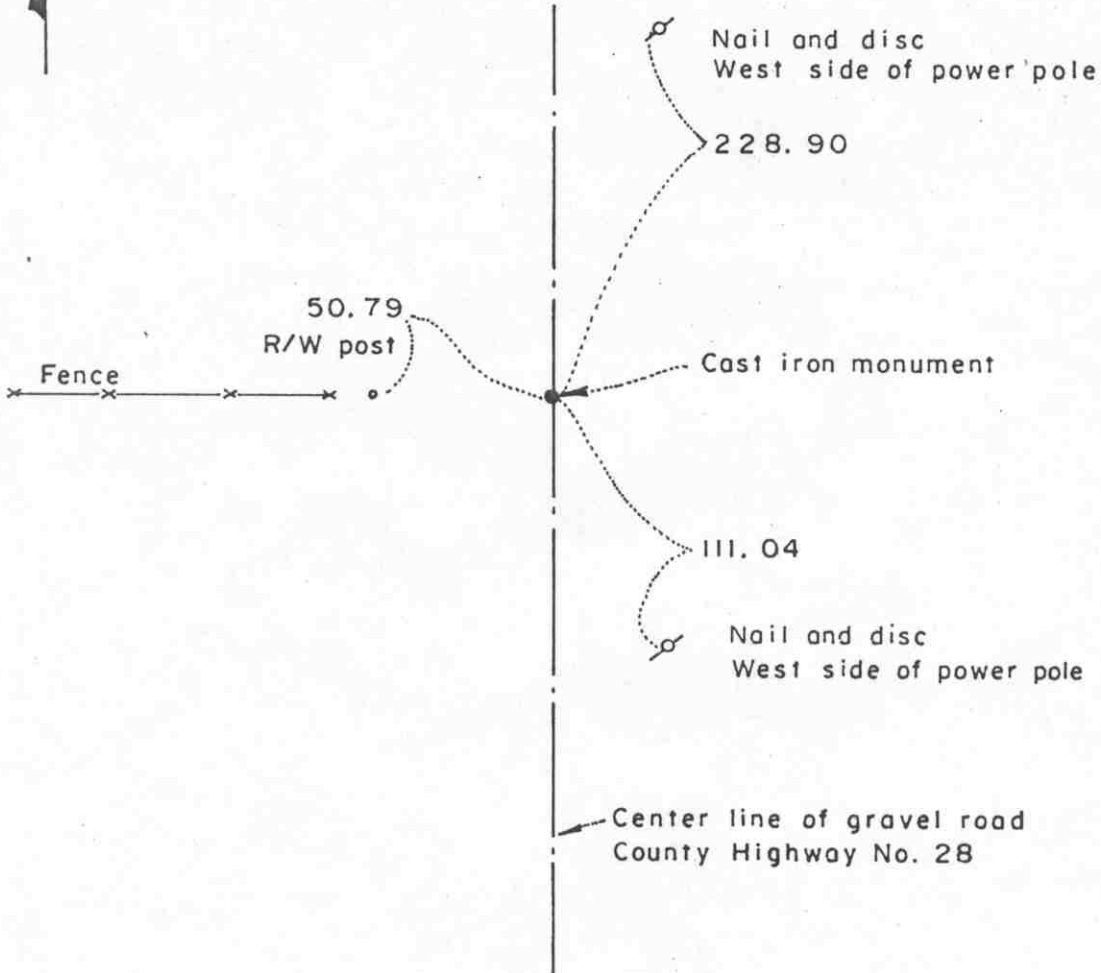 Nail and disc
West side of power pole
228.90
50.79
R/W post
Fence
Cast iron monument
111.04
Nail and disc
West side of power pole
Center line of gravel road
County Highway No. 28